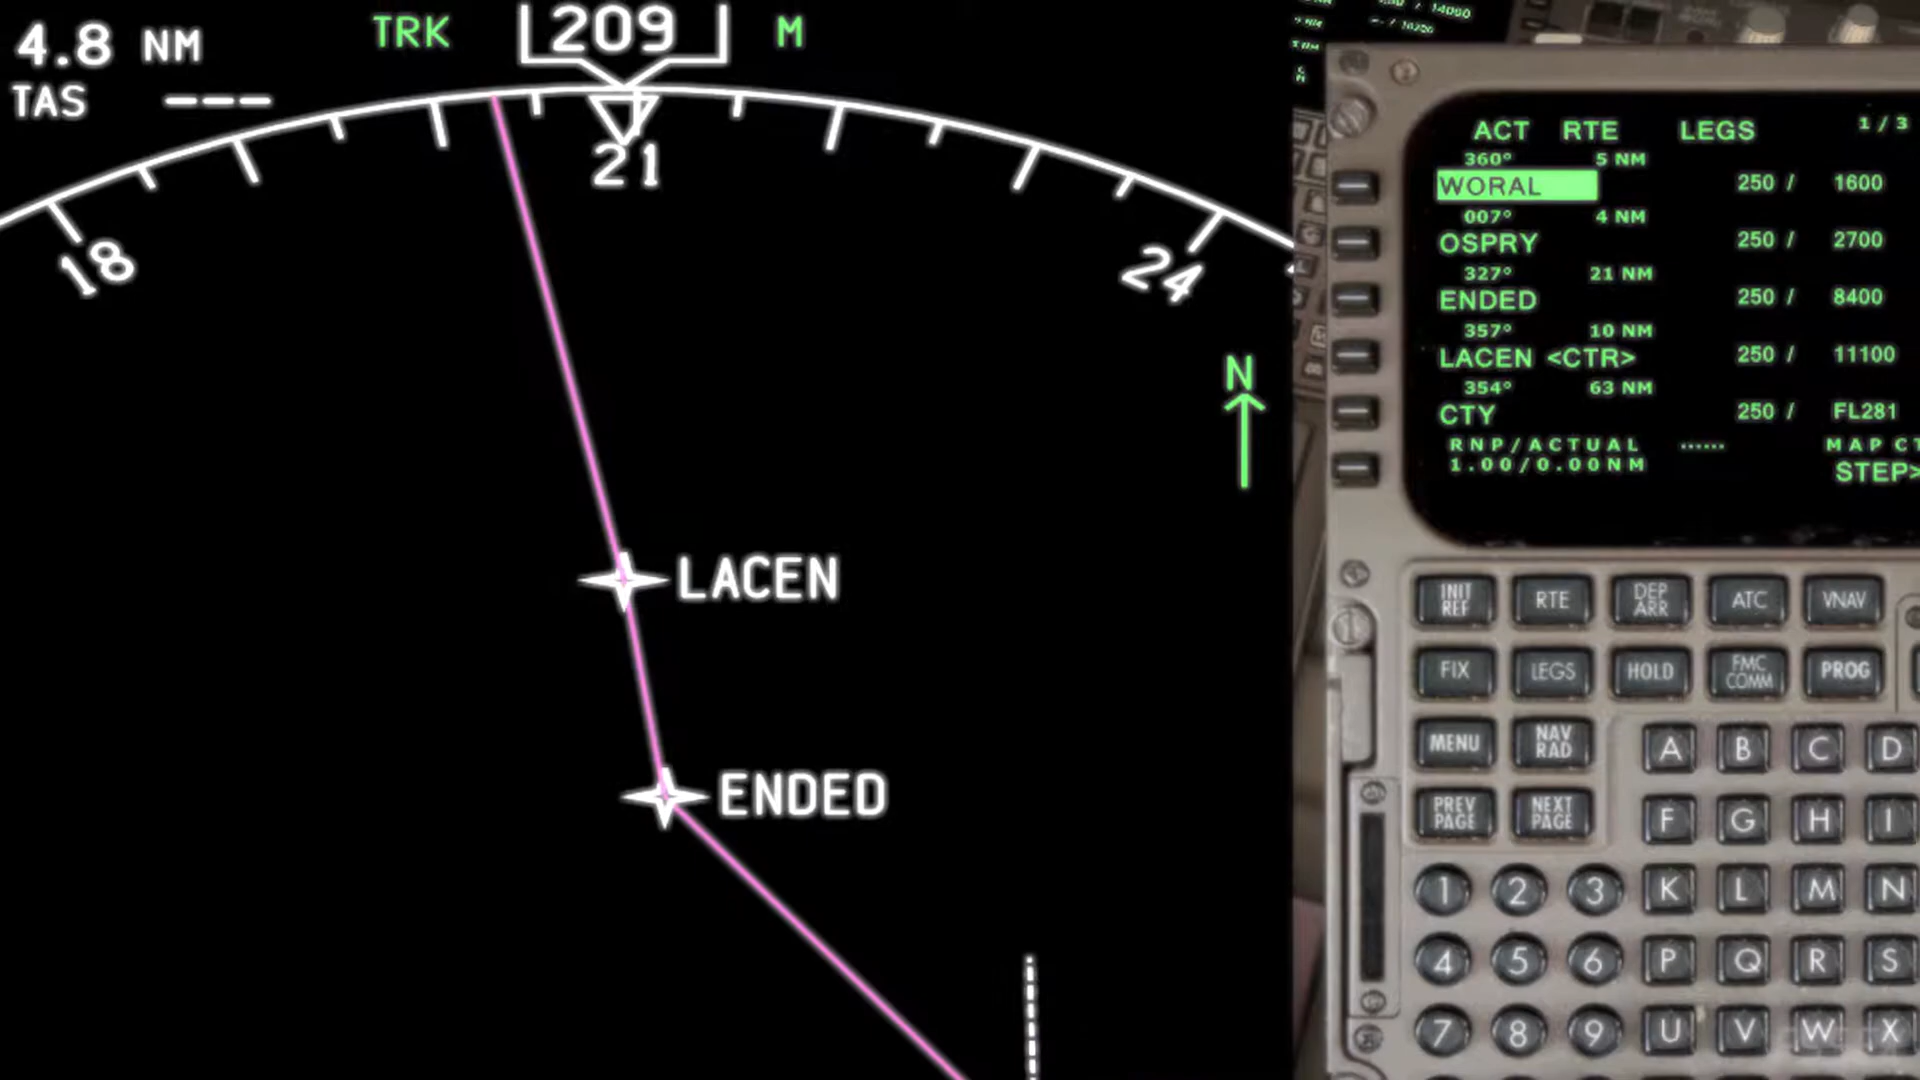 4.8 NM
TRK 209 M
TAS ---
18 21 24
N
LACEN
ENDED
ACT RTE LEGS 1/3
360° 5 NM
WORAL 250 / 1600
007° 4 NM
OSPRY 250 / 2700
327° 21 NM
ENDED 250 / 8400
357° 10 NM
LACEN <CTR> 250 / 11100
354° 63 NM
CTY 250 / FL281
RNP/ACTUAL ------ MAP CT
1.00/0.00NM STEP>
INIT REF RTE DEP ARR ATC VNAV
FIX LEGS HOLD FMC COMM PROG
MENU NAV RAD A B C D
PREV PAGE NEXT PAGE F G H I
1 2 3 K L M N
4 5 6 P Q R S
7 8 9 U V W X